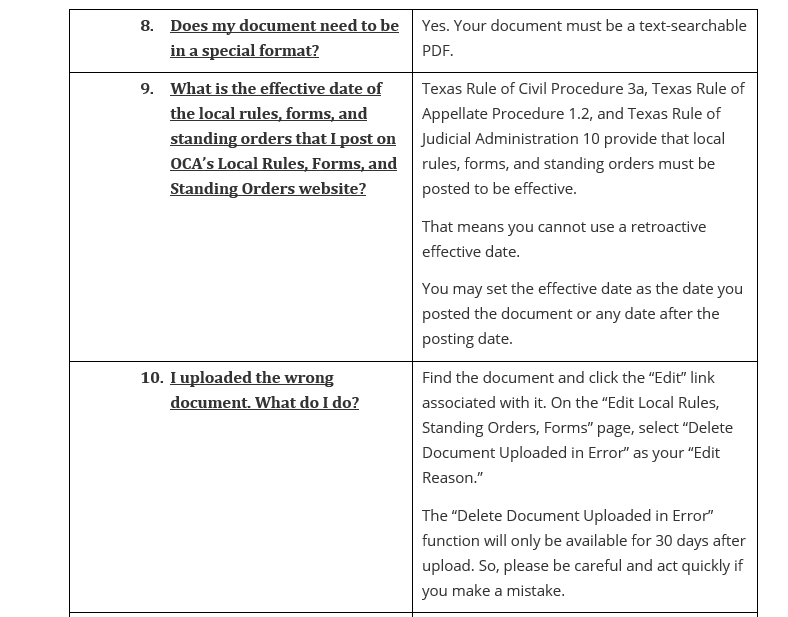 8. Does my document need to be
in a special format?
Yes. Your document must be a text-searchable
PDF.
9. What is the effective date of
the local rules, forms, and
standing orders that I post on
OCA’s Local Rules, Forms, and
Standing Orders website?
Texas Rule of Civil Procedure 3a, Texas Rule of
Appellate Procedure 1.2, and Texas Rule of
Judicial Administration 10 provide that local
rules, forms, and standing orders must be
posted to be effective.
That means you cannot use a retroactive
effective date.
You may set the effective date as the date you
posted the document or any date after the
posting date.
10. I uploaded the wrong
document. What do I do?
Find the document and click the “Edit” link
associated with it. On the “Edit Local Rules,
Standing Orders, Forms” page, select “Delete
Document Uploaded in Error” as your “Edit
Reason.”
The “Delete Document Uploaded in Error”
function will only be available for 30 days after
upload. So, please be careful and act quickly if
you make a mistake.